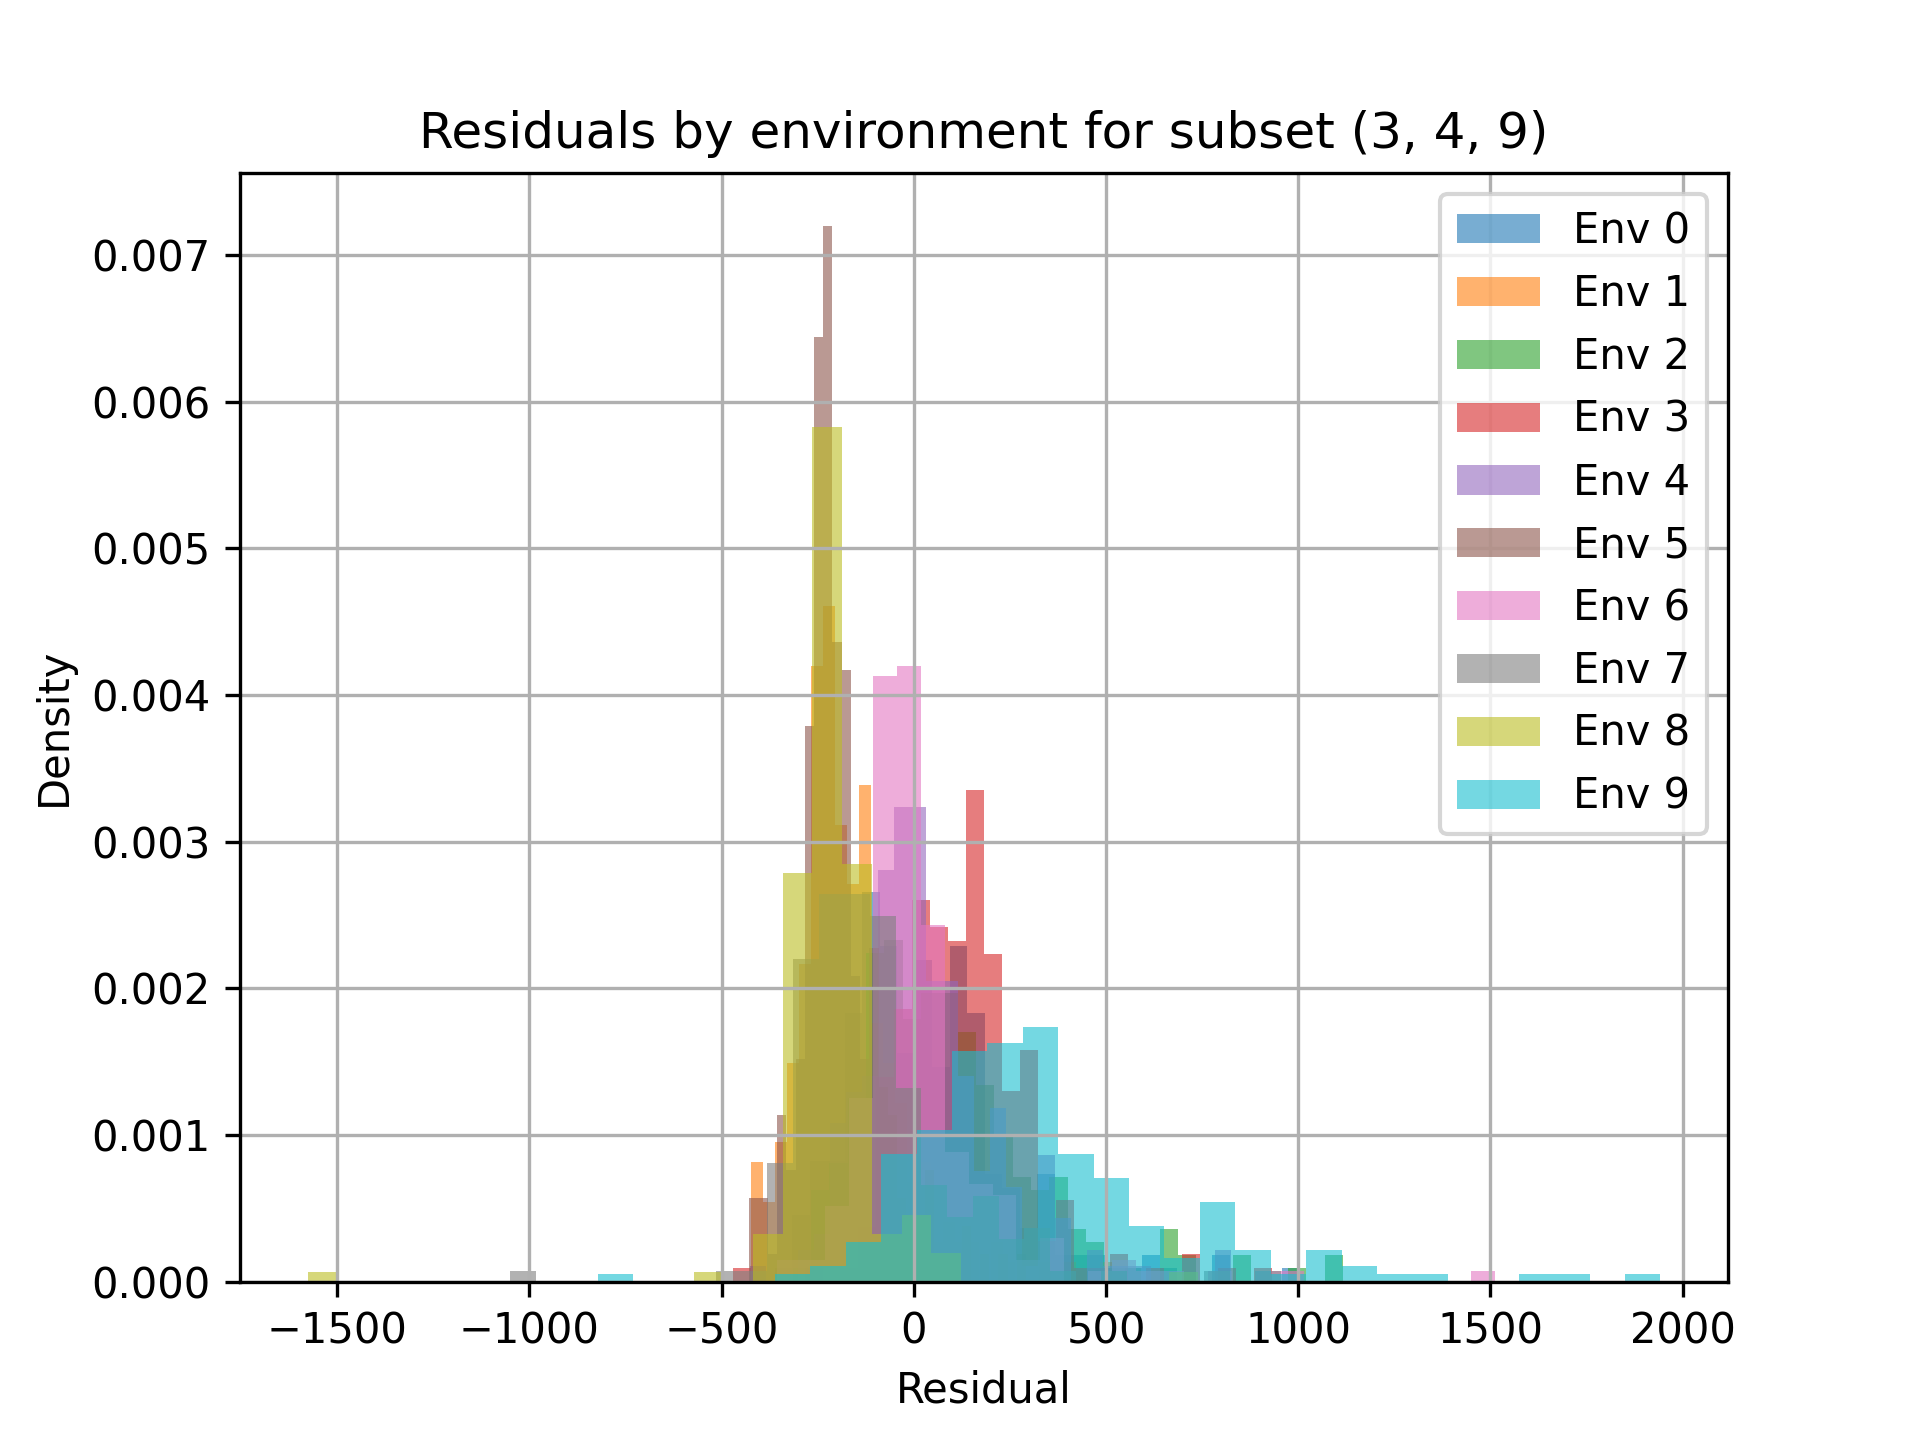 Residuals by environment for subset (3, 4, 9)
Env 0
Env 1
Env 2
Env 3
Env 4
Env 5
Env 6
Env 7
Env 8
Env 9
0.007
0.006
0.005
0.004
0.003
0.002
0.001
0.000
Density
−1500 −1000 −500 0 500 1000 1500 2000
Residual